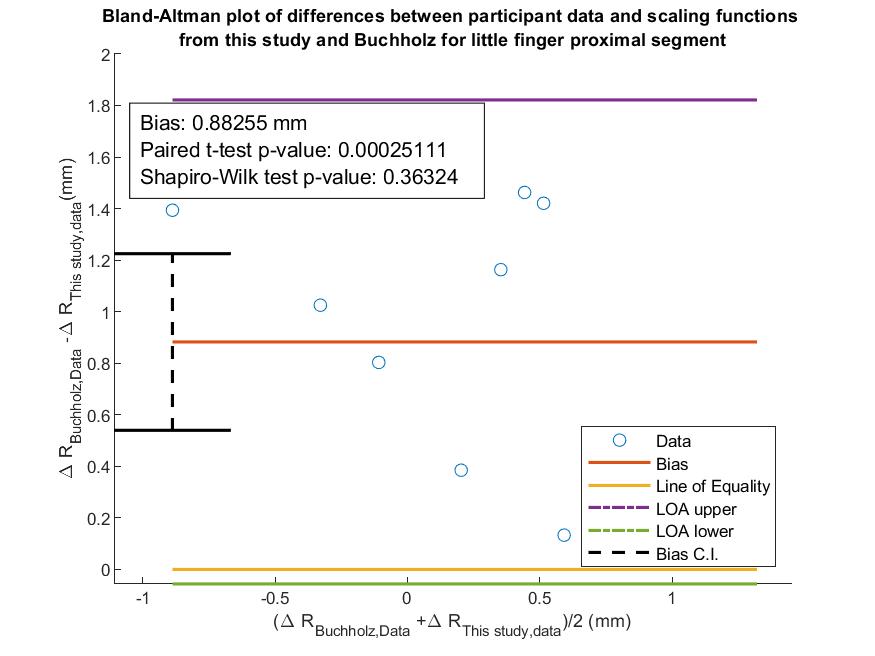 Bland-Altman plot of differences between participant data and scaling functions
from this study and Buchholz for little finger proximal segment
Δ R_Buchholz,Data - Δ R_This study,data (mm)
2
1.8
1.6
1.4
1.2
1
0.8
0.6
0.4
0.2
0
Bias: 0.88255 mm
Paired t-test p-value: 0.00025111
Shapiro-Wilk test p-value: 0.36324
Data
Bias
Line of Equality
LOA upper
LOA lower
Bias C.I.
-1 -0.5 0 0.5 1
(Δ R_Buchholz,Data +Δ R_This study,data)/2 (mm)